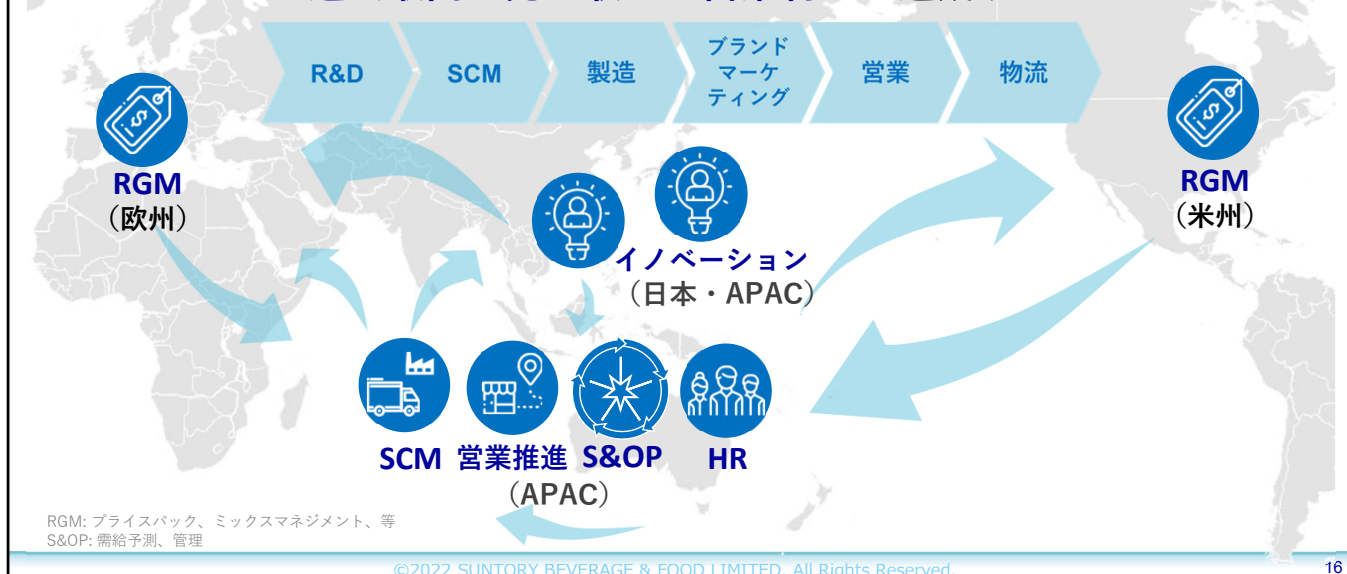 R&D
SCM
製造
ブランド
マーケ
ティング
営業
物流
RGM
（欧州）
RGM
（米州）
イノベーション
（日本・APAC）
SCM
営業推進
S&OP
HR
（APAC）
RGM: プライスパック、ミックスマネジメント、等
S&OP: 需給予測、管理
©2022 SUNTORY BEVERAGE & FOOD LIMITED. All Rights Reserved.
16